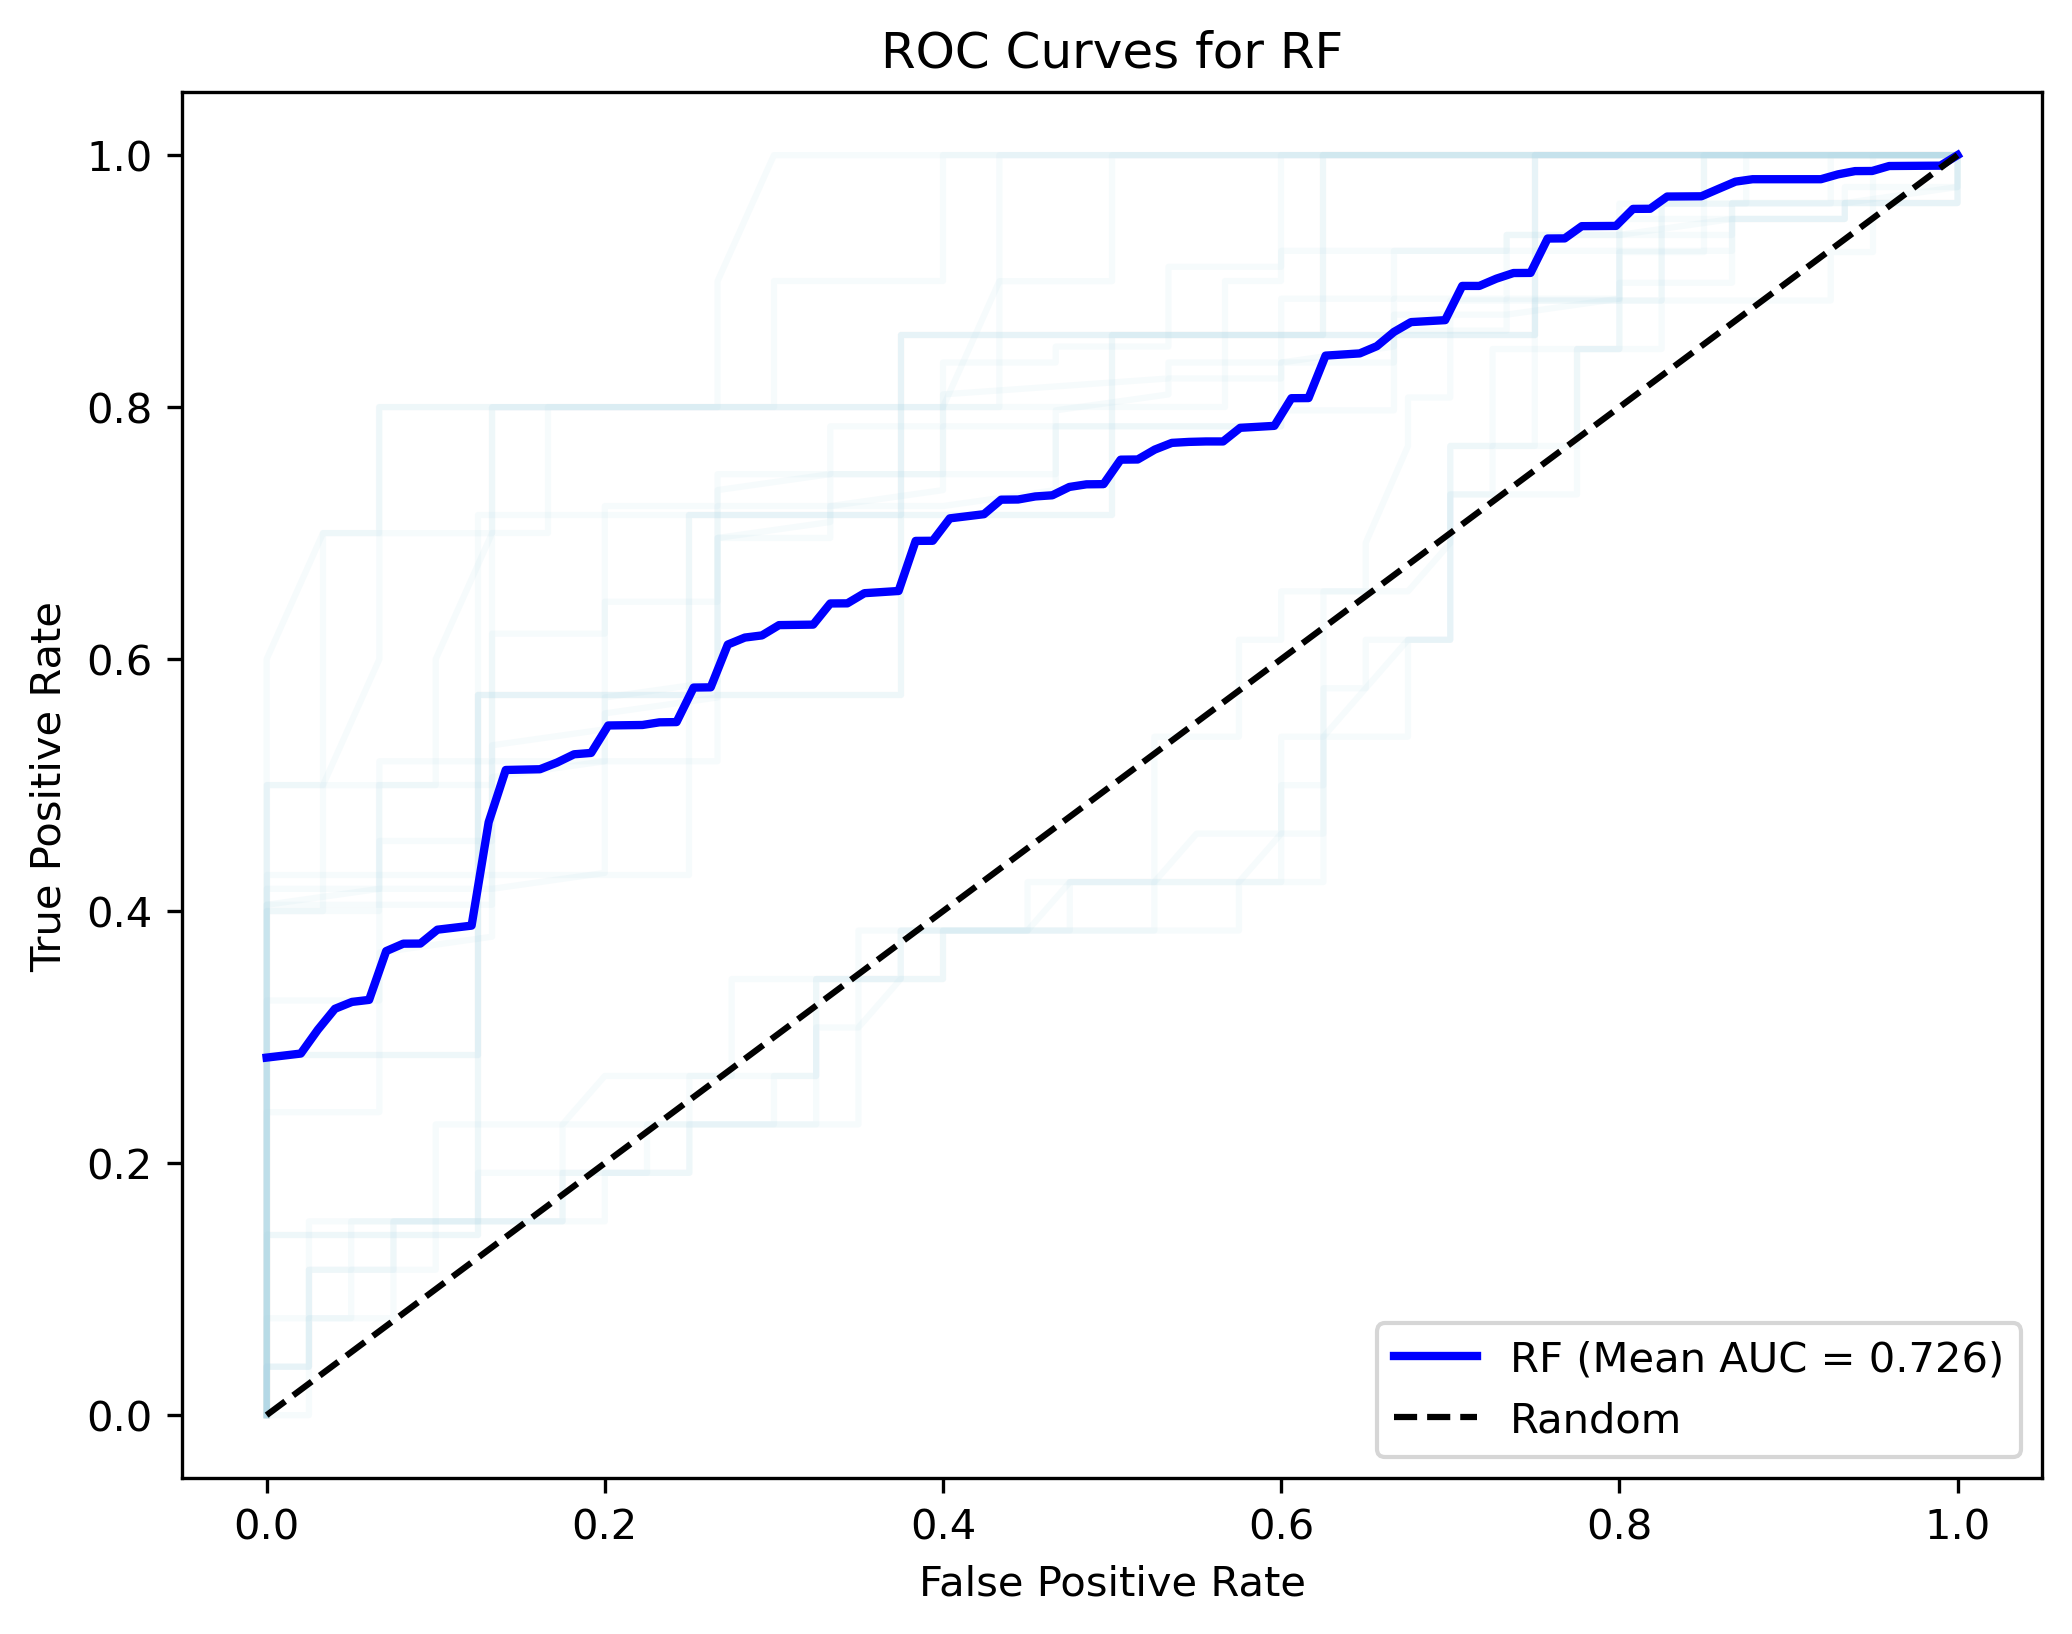 ROC Curves for RF
True Positive Rate
1.0
0.8
0.6
0.4
0.2
0.0
0.0 0.2 0.4 0.6 0.8 1.0
False Positive Rate
RF (Mean AUC = 0.726)
Random